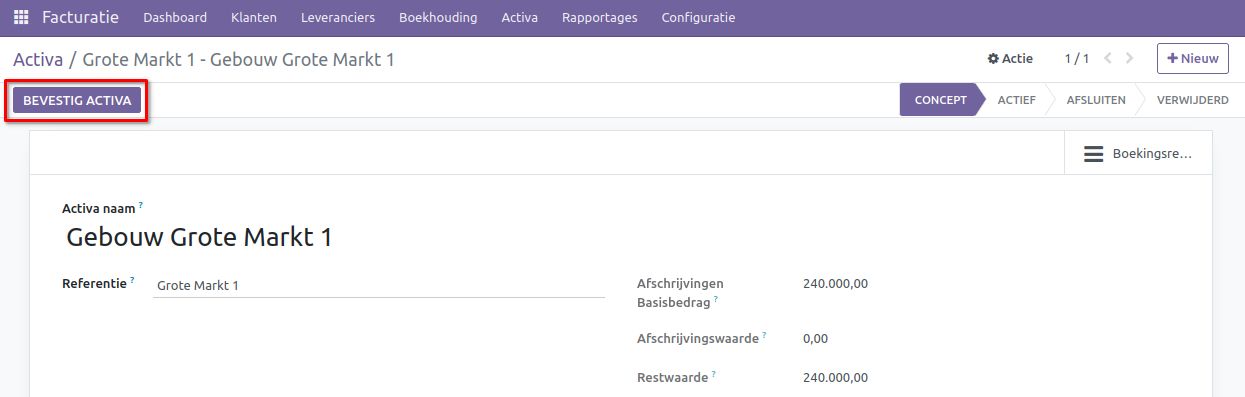 Facturatie Dashboard Klanten Leveranciers Boekhouding Activa Rapportages Configuratie
Activa / Grote Markt 1 - Gebouw Grote Markt 1 Actie 1 / 1 Nieuw
BEVESTIG ACTIVA CONCEPT ACTIEF AFSLUITEN VERWIJDERD
Boekingsre...
Activa naam ?
Gebouw Grote Markt 1
Referentie ? Grote Markt 1
Afschrijvingen 240.000,00
Basisbedrag ?
Afschrijvingswaarde ? 0,00
Restwaarde ? 240.000,00